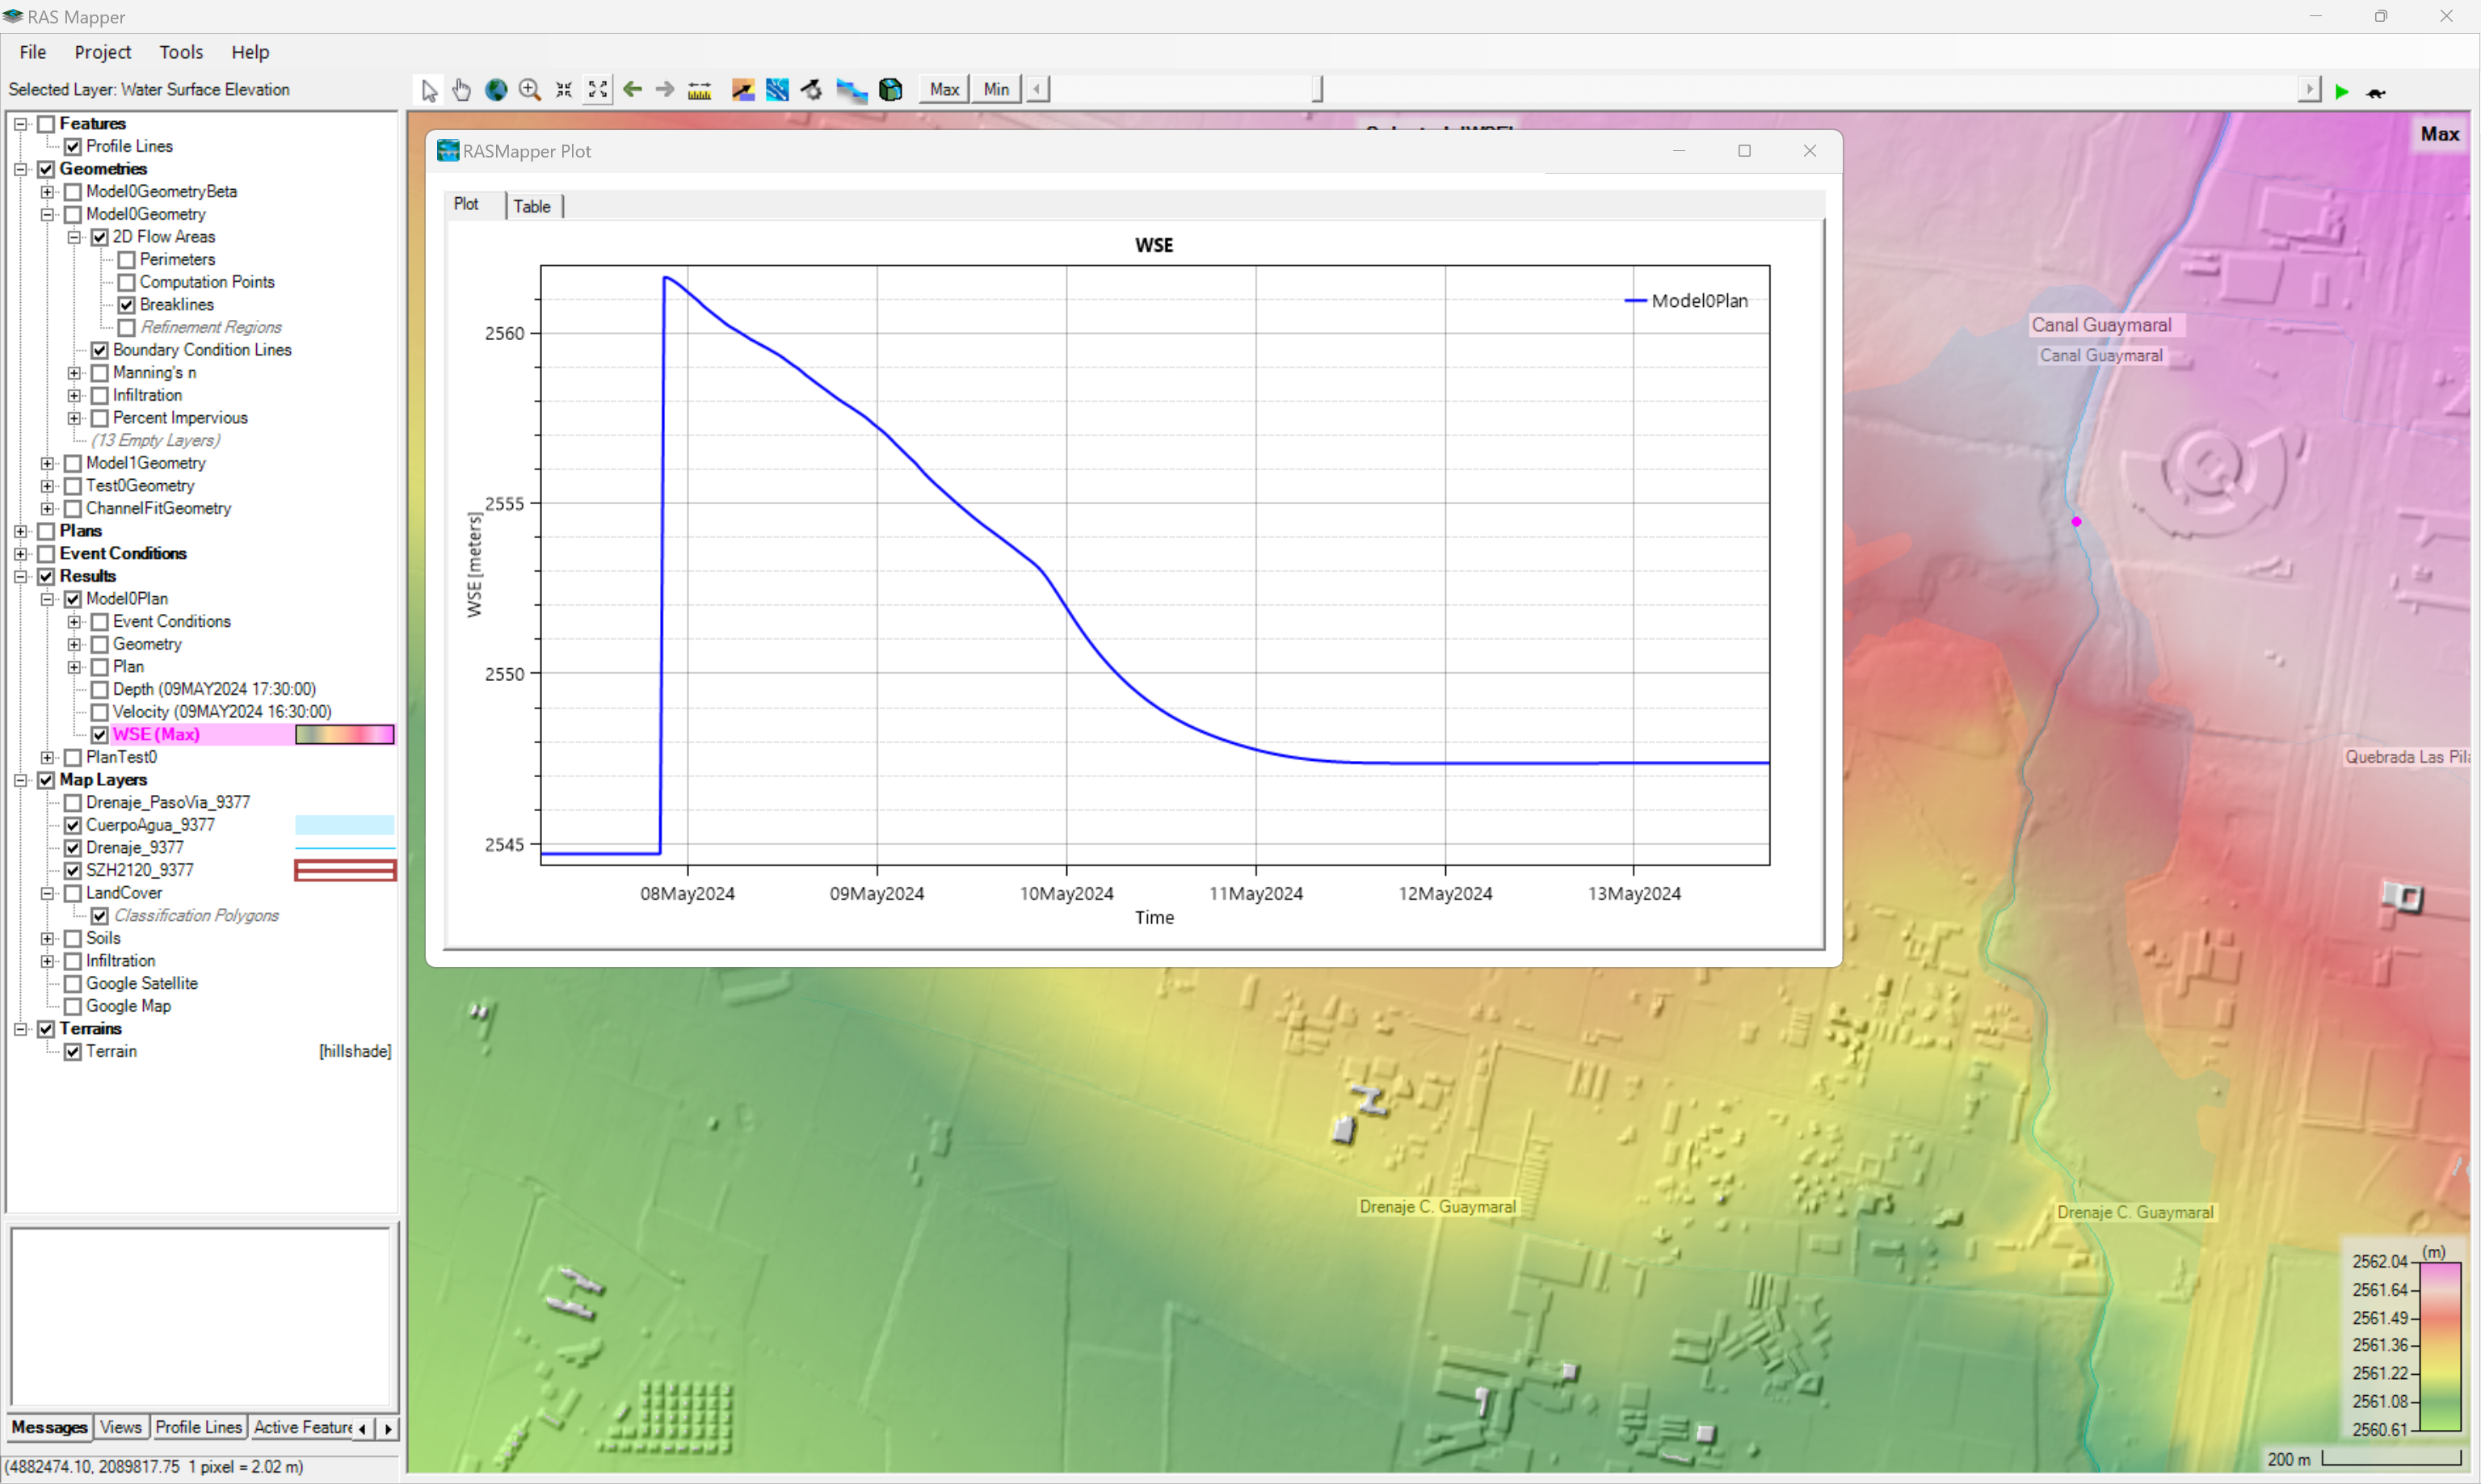 RAS Mapper
File Project Tools Help
Selected Layer: Water Surface Elevation
Max Min
Features
Profile Lines
Geometries
Model0GeometryBeta
Model0Geometry
2D Flow Areas
Perimeters
Computation Points
Breaklines
Refinement Regions
Boundary Condition Lines
Manning's n
Infiltration
Percent Impervious
(13 Empty Layers)
Model1Geometry
Test0Geometry
ChannelFitGeometry
Plans
Event Conditions
Results
Model0Plan
Event Conditions
Geometry
Plan
Depth (09MAY2024 17:30:00)
Velocity (09MAY2024 16:30:00)
WSE (Max)
PlanTest0
Map Layers
Drenaje_PasoVia_9377
CuerpoAgua_9377
Drenaje_9377
SZH2120_9377
LandCover
Classification Polygons
Soils
Infiltration
Google Satellite
Google Map
Terrains
Terrain [hillshade]
Messages Views Profile Lines Active Feature
(4882474.10, 2089817.75 1 pixel = 2.02 m)
RASMapper Plot
Plot Table
WSE
Model0Plan
2560
2555
2550
2545
WSE [meters]
08May2024 09May2024 10May2024 11May2024 12May2024 13May2024
Time
Max
Canal Guaymaral
Canal Guaymaral
Quebrada Las
Drenaje C. Guaymaral
Drenaje C. Guaymaral
(m)
2562.04
2561.64
2561.49
2561.36
2561.22
2561.08
2560.61
200 m